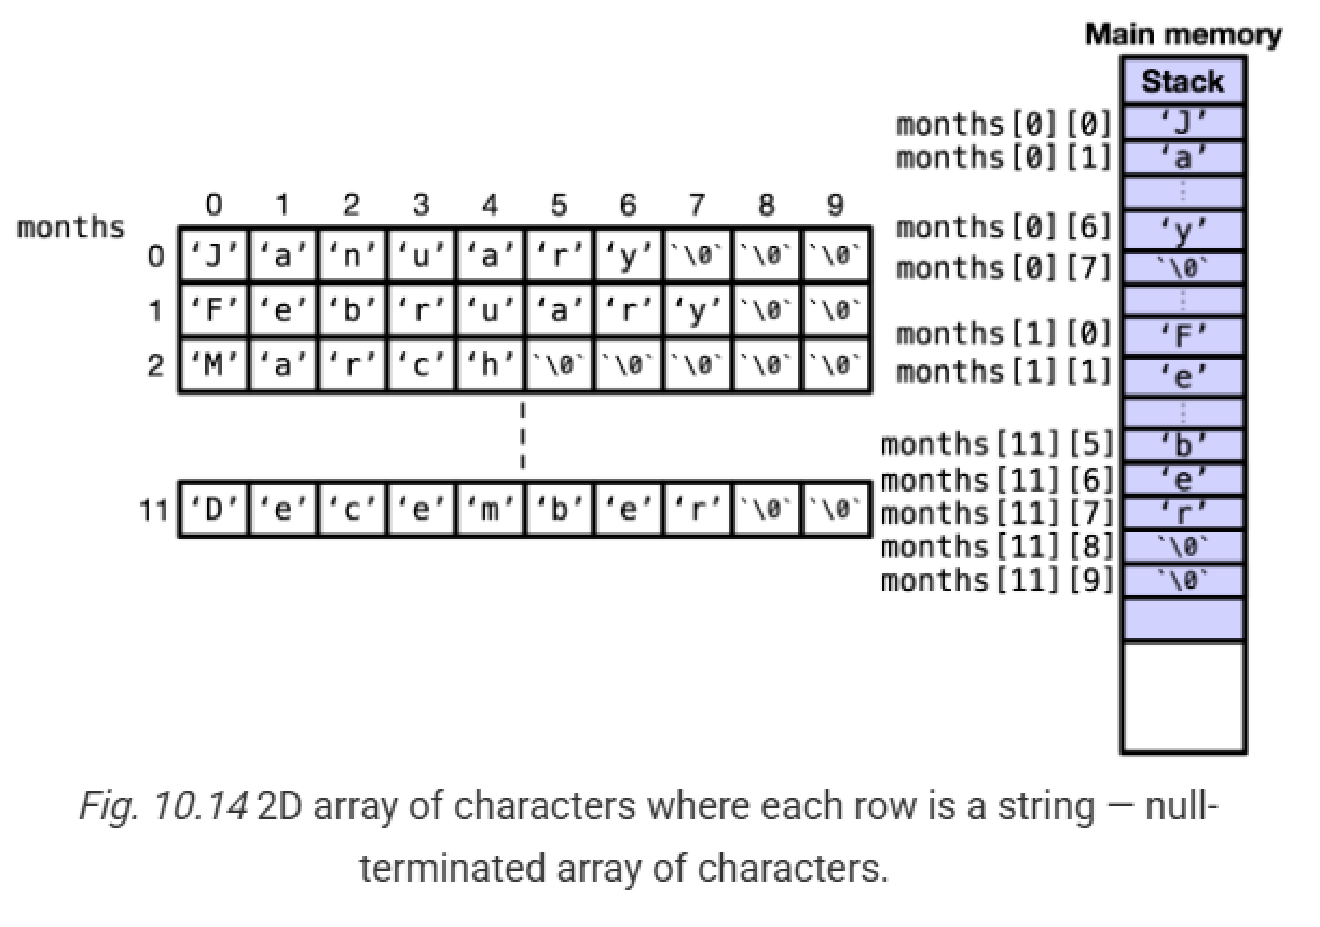 Main memory
Stack
months[0][0] ‘J’
months[0][1] ‘a’
months[0][6] ‘y’
months[0][7] `\0`
months[1][0] ‘F’
months[1][1] ‘e’
months[11][5] ‘b’
months[11][6] ‘e’
months[11][7] ‘r’
months[11][8] `\0`
months[11][9] `\0`
months
0 1 2 3 4 5 6 7 8 9
0 ‘J’ ‘a’ ‘n’ ‘u’ ‘a’ ‘r’ ‘y’ `\0` `\0` `\0`
1 ‘F’ ‘e’ ‘b’ ‘r’ ‘u’ ‘a’ ‘r’ ‘y’ `\0` `\0`
2 ‘M’ ‘a’ ‘r’ ‘c’ ‘h’ `\0` `\0` `\0` `\0` `\0`
11 ‘D’ ‘e’ ‘c’ ‘e’ ‘m’ ‘b’ ‘e’ ‘r’ `\0` `\0`
Fig. 10.14 2D array of characters where each row is a string — null-
terminated array of characters.